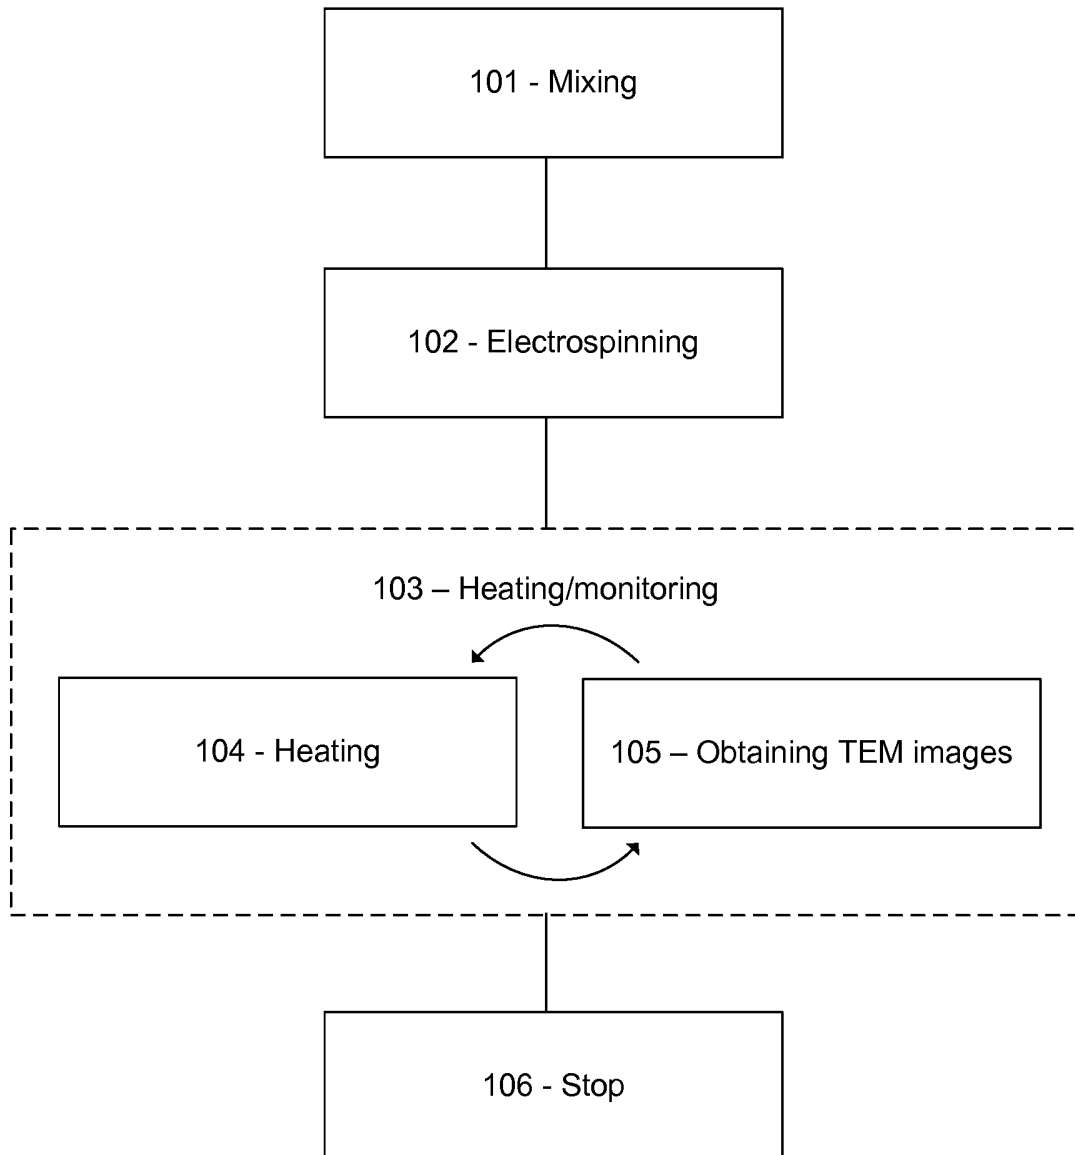 101 - Mixing
102 - Electrospinning
103 – Heating/monitoring
104 - Heating
105 – Obtaining TEM images
106 - Stop